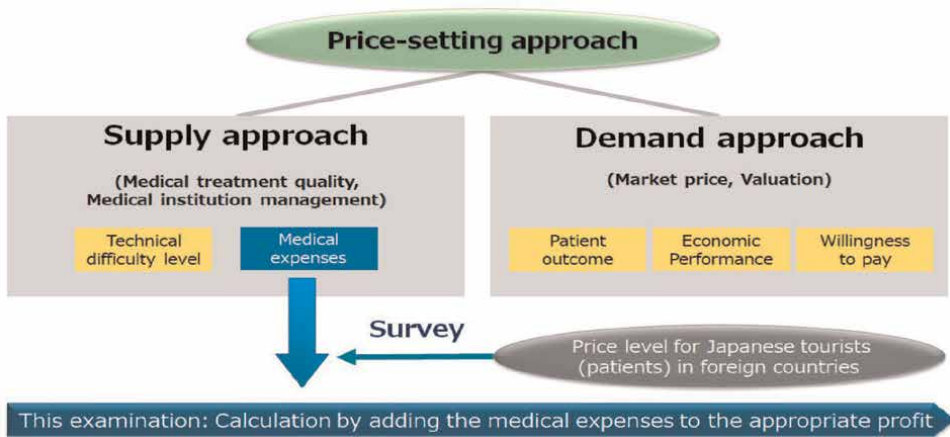 Price-setting approach
Supply approach
(Medical treatment quality,
Medical institution management)
Technical
difficulty level
Medical
expenses
Demand approach
(Market price, Valuation)
Patient
outcome
Economic
Performance
Willingness
to pay
Survey
Price level for Japanese tourists
(patients) in foreign countries
This examination: Calculation by adding the medical expenses to the appropriate profit